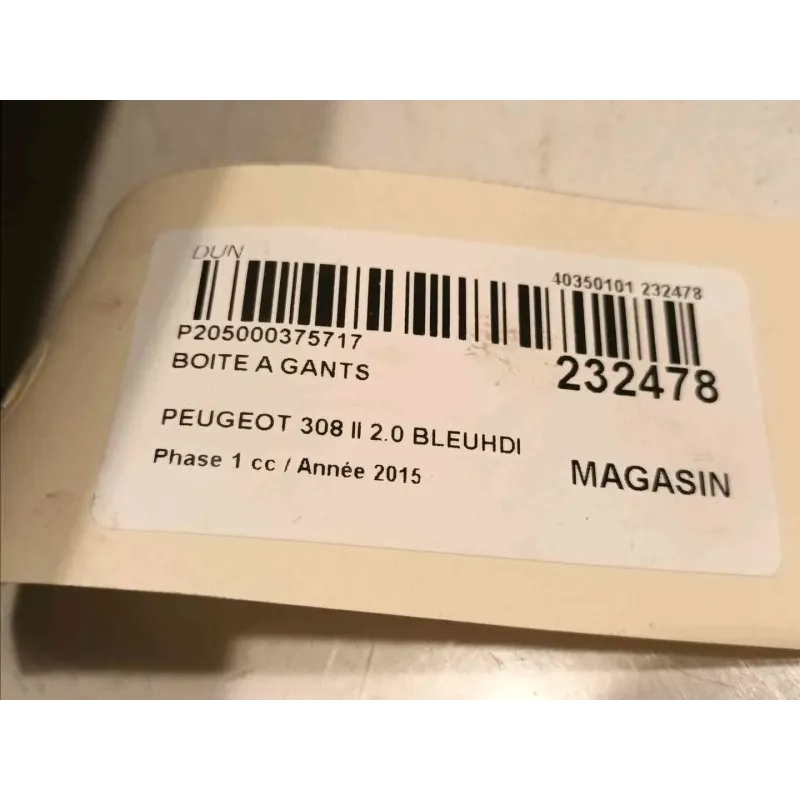 DUN
40350101 232478
P205000375717
232478
BOITE A GANTS
PEUGEOT 308 II 2.0 BLEUHDI
Phase 1 cc / Année 2015
MAGASIN